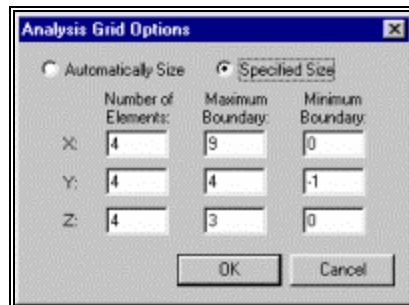 Analysis Grid Options
Automatically Size Specified Size
Number of Elements: Maximum Boundary: Minimum Boundary:
X: 4 9 0
Y: 4 4 -1
Z: 4 3 0
OK Cancel